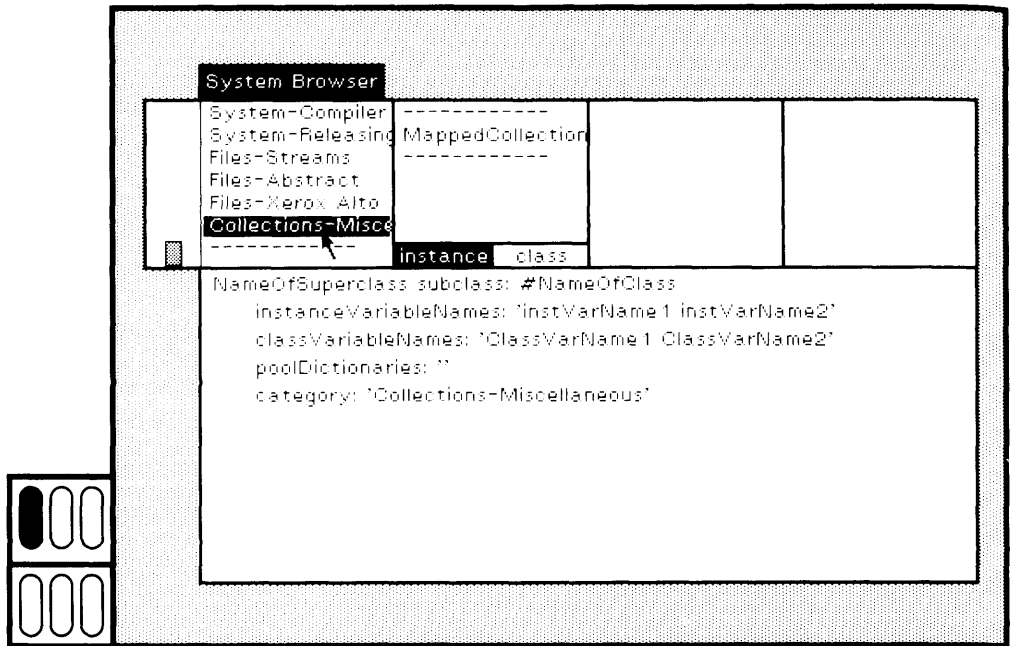 System Browser
System-Compiler
System-Releasing
Files-Streams
Files-Abstract
Files-Xerox Alto
Collections-Misce
------------
------------
MappedCollection
------------
instance class
NameOfSuperclass subclass: #NameOfClass
instanceVariableNames: 'instVarName1 instVarName2'
classVariableNames: 'ClassVarName1 ClassVarName2'
poolDictionaries: ''
category: 'Collections-Miscellaneous'